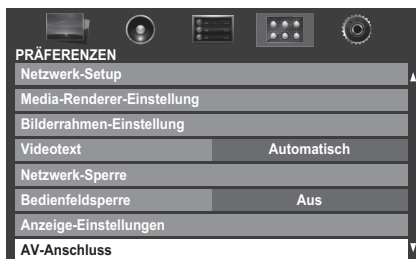 PRÄFERENZEN
Netzwerk-Setup
Media-Renderer-Einstellung
Bilderrahmen-Einstellung
Videotext Automatisch
Netzwerk-Sperre
Bedienfeldsperre Aus
Anzeige-Einstellungen
AV-Anschluss